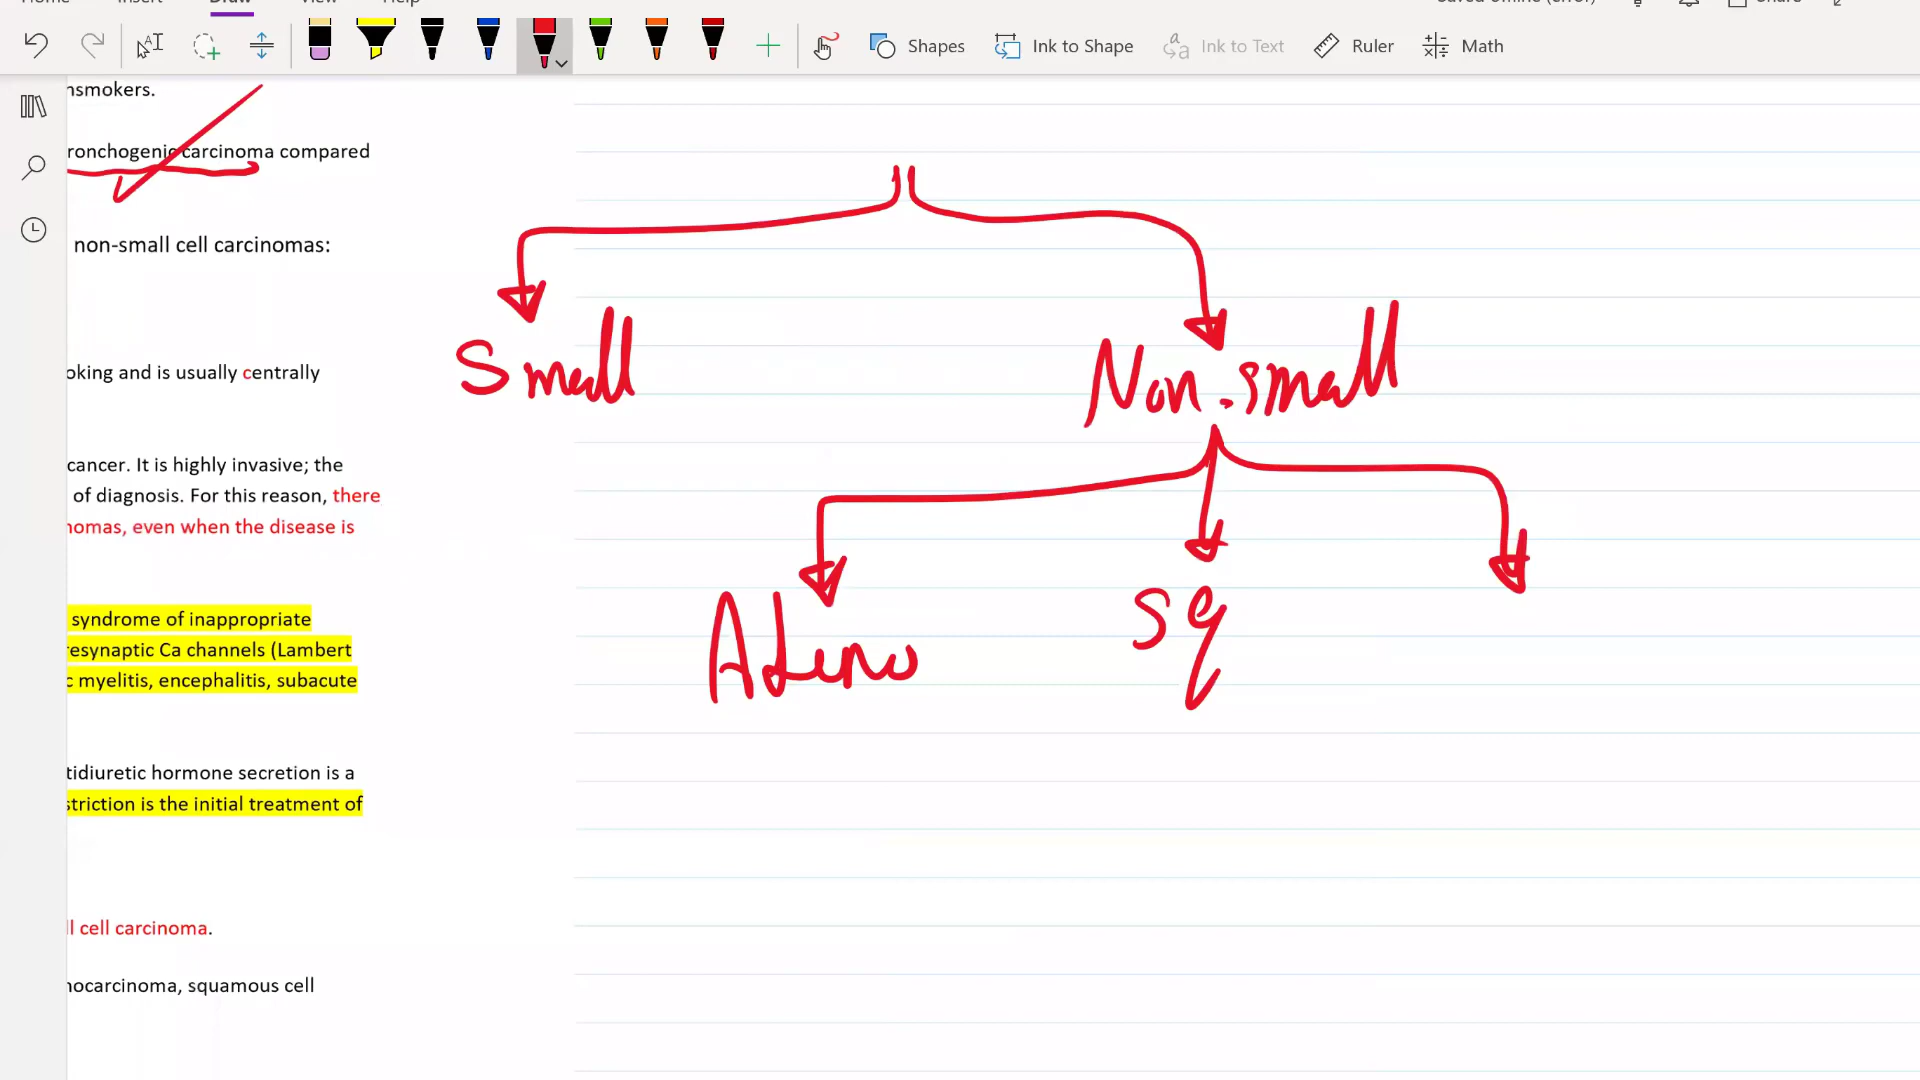 Draw
Shapes
Ink to Shape
Ink to Text
Ruler
Math
nsmokers.
ronchogenic carcinoma compared
non-small cell carcinomas:
Small
Non-small
oking and is usually centrally
cancer. It is highly invasive; the
of diagnosis. For this reason, there
nomas, even when the disease is
Adeno
Sq
syndrome of inappropriate
resynaptic Ca channels (Lambert
c myelitis, encephalitis, subacute
tidiuretic hormone secretion is a
striction is the initial treatment of
ll cell carcinoma.
nocarcinoma, squamous cell